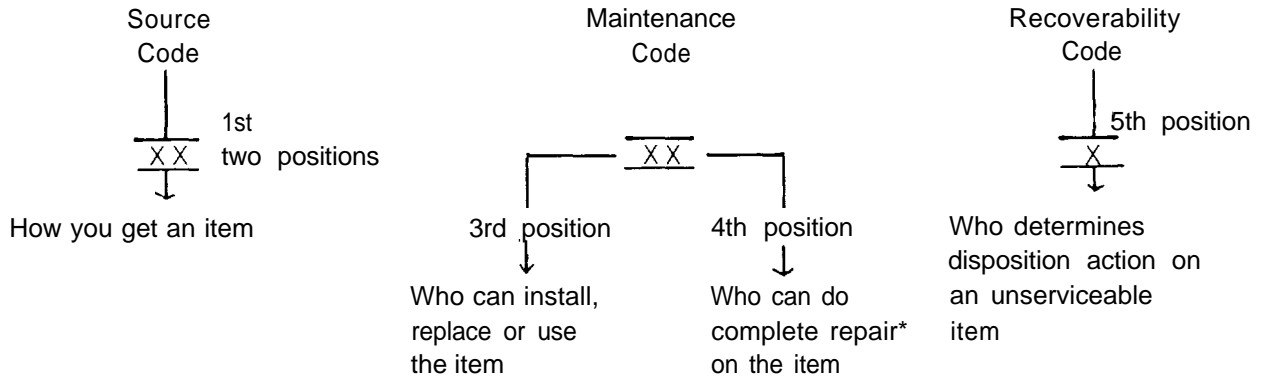 Source
Code
1st
X X
two positions
How you get an item
Maintenance
Code
X X
3rd position
4th position
Who can install,
replace or use
the item
Who can do
complete repair*
on the item
Recoverability
Code
5th position
X
Who determines
disposition action on
an unserviceable
item